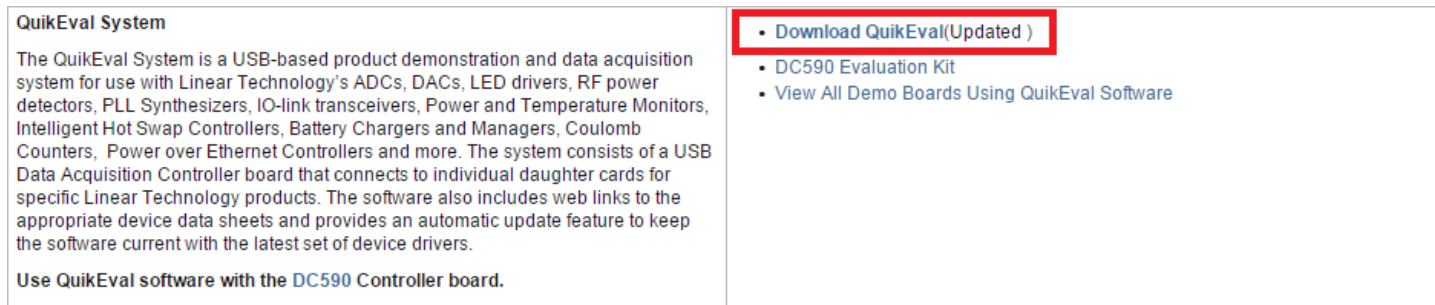 QuikEval System
The QuikEval System is a USB-based product demonstration and data acquisition
system for use with Linear Technology's ADCs, DACs, LED drivers, RF power
detectors, PLL Synthesizers, IO-link transceivers, Power and Temperature Monitors,
Intelligent Hot Swap Controllers, Battery Chargers and Managers, Coulomb
Counters,  Power over Ethernet Controllers and more. The system consists of a USB
Data Acquisition Controller board that connects to individual daughter cards for
specific Linear Technology products. The software also includes web links to the
appropriate device data sheets and provides an automatic update feature to keep
the software current with the latest set of device drivers.
Use QuikEval software with the DC590 Controller board.
• Download QuikEval(Updated )
• DC590 Evaluation Kit
• View All Demo Boards Using QuikEval Software